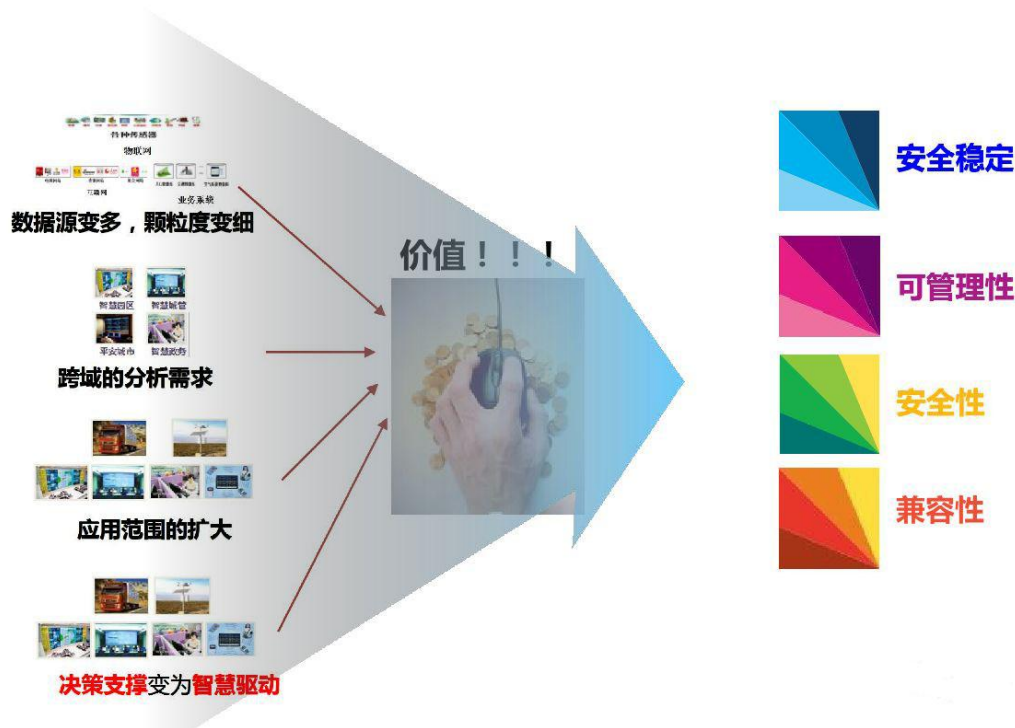 各种传感器
物联网
互联网
业务系统
数据源变多，颗粒度变细
智慧园区 智慧城管
平安城市 智慧政务
跨域的分析需求
应用范围的扩大
决策支撑变为智慧驱动
价值！！！
安全稳定
可管理性
安全性
兼容性